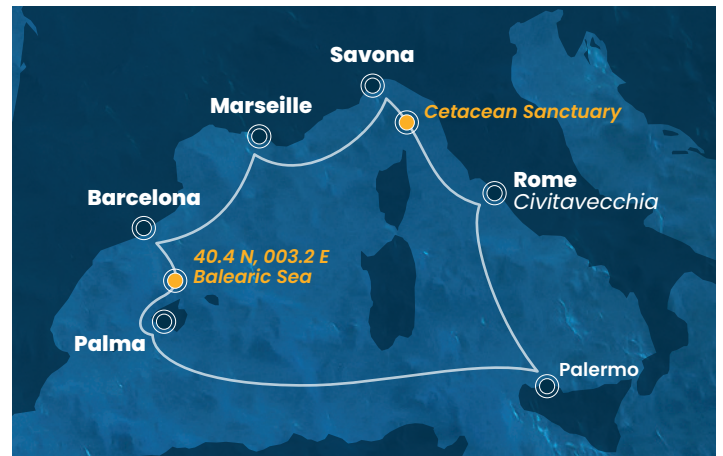 Savona
Cetacean Sanctuary
Marseille
Rome
Civitavecchia
Barcelona
40.4 N, 003.2 E
Balearic Sea
Palma
Palermo